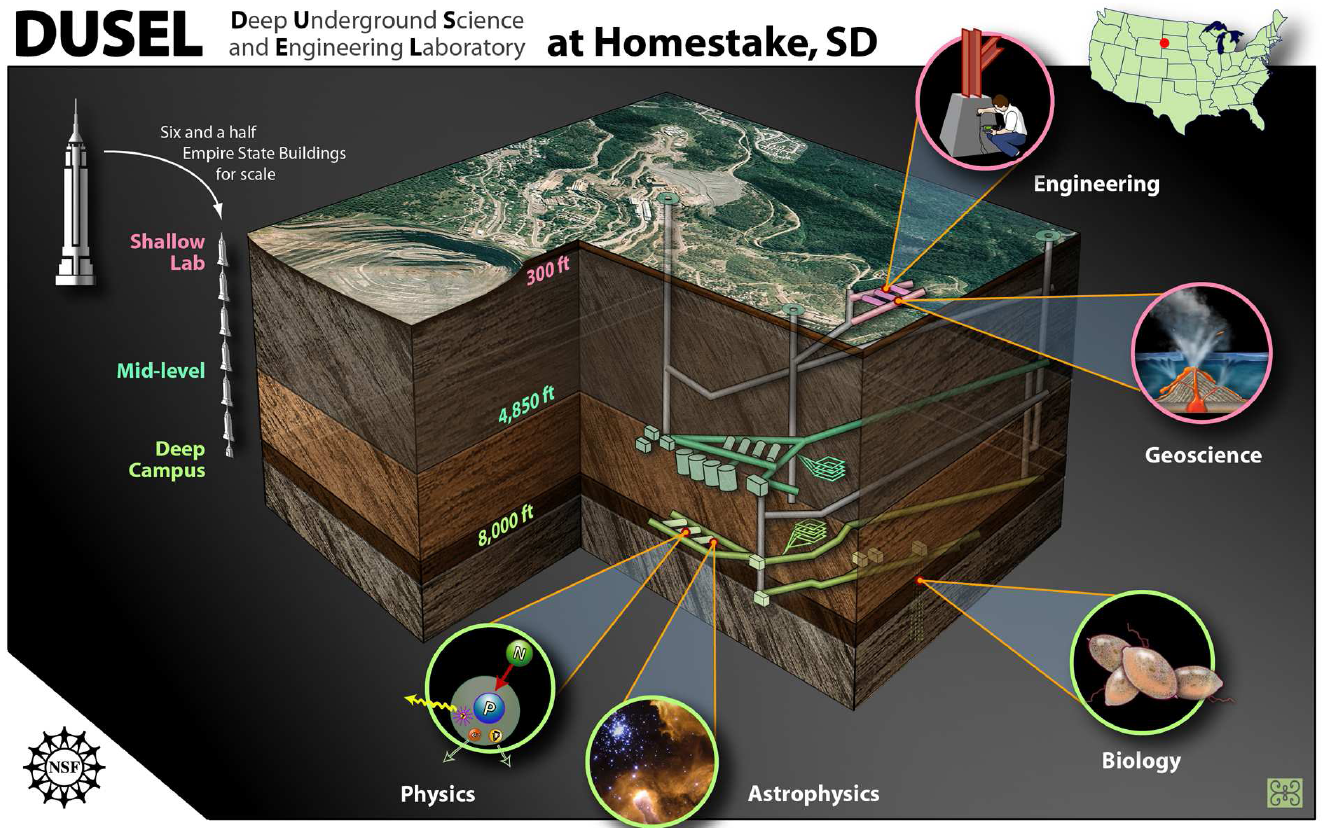 DUSEL
Deep Underground Science
and Engineering Laboratory
at Homestake, SD
Six and a half
Empire State Buildings
for scale
Shallow
Lab
Mid-level
Deep
Campus
300 ft
4,850 ft
8,000 ft
Engineering
Geoscience
Biology
Astrophysics
Physics
N
P
NSF